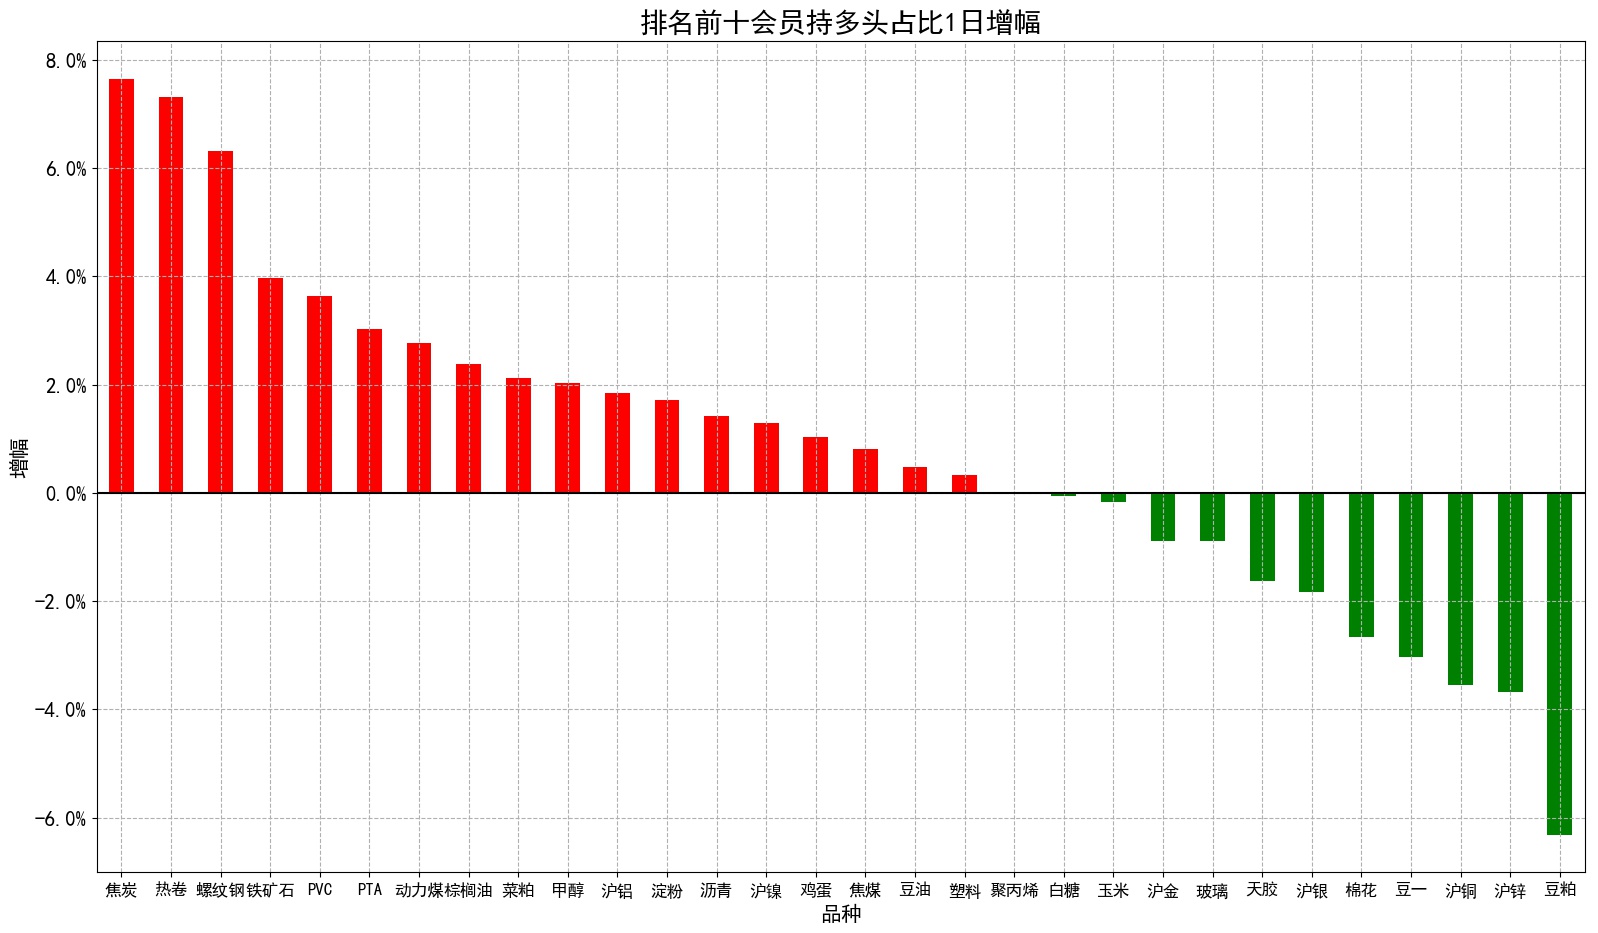 排名前十会员持多头占比1日增幅
8.0%
6.0%
4.0%
2.0%
0.0%
−2.0%
−4.0%
−6.0%
增幅
焦炭 热卷 螺纹钢 铁矿石 PVC PTA 动力煤 棕榈油 菜粕 甲醇 沪铝 淀粉 沥青 沪镍 鸡蛋 焦煤 豆油 塑料 聚丙烯 白糖 玉米 沪金 玻璃 天胶 沪银 棉花 豆一 沪铜 沪锌 豆粕
品种